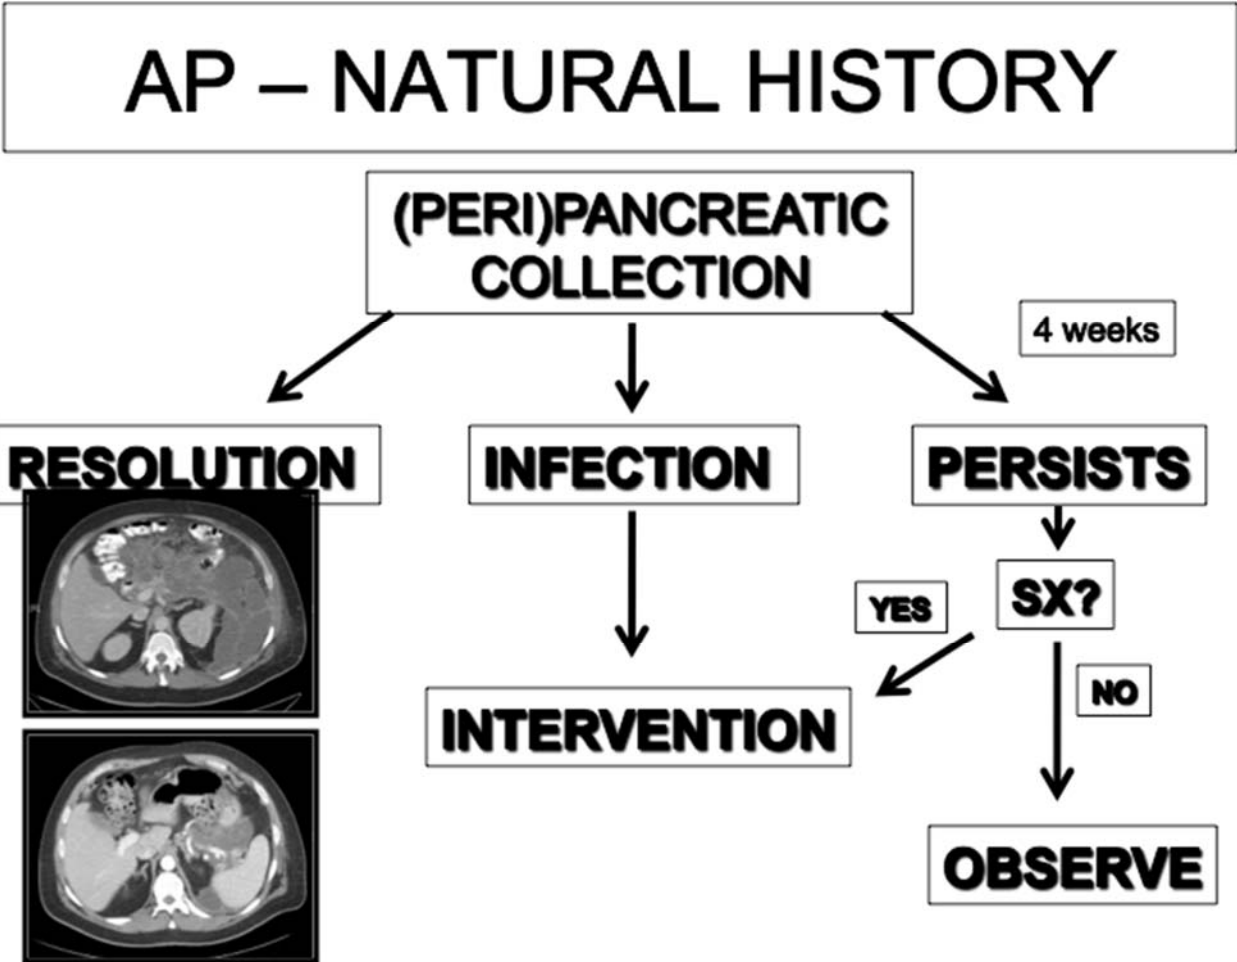 AP – NATURAL HISTORY
(PERI)PANCREATIC
COLLECTION
4 weeks
RESOLUTION
INFECTION
PERSISTS
SX?
YES
NO
INTERVENTION
OBSERVE